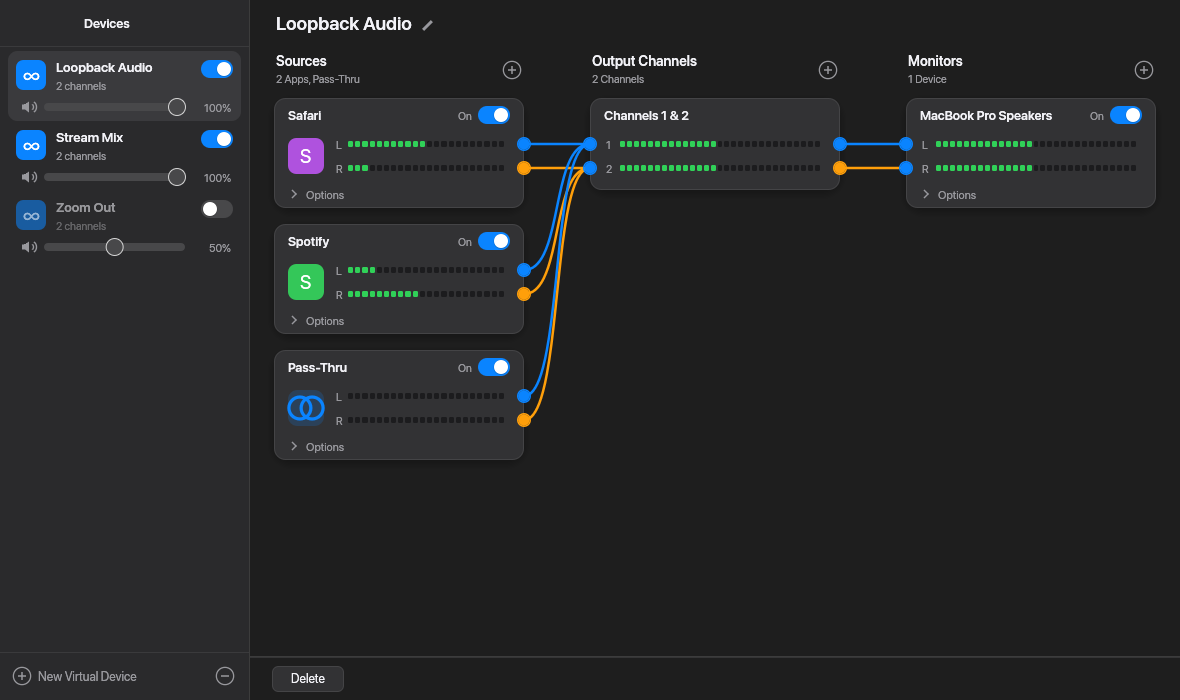 Devices
Loopback Audio
2 channels
100%
Stream Mix
2 channels
100%
Zoom Out
2 channels
50%
New Virtual Device
Loopback Audio
Sources
2 Apps, Pass-Thru
Safari
On
S
L
R
Options
Spotify
On
S
L
R
Options
Pass-Thru
On
L
R
Options
Output Channels
2 Channels
Channels 1 & 2
1
2
Monitors
1 Device
MacBook Pro Speakers
On
L
R
Options
Delete